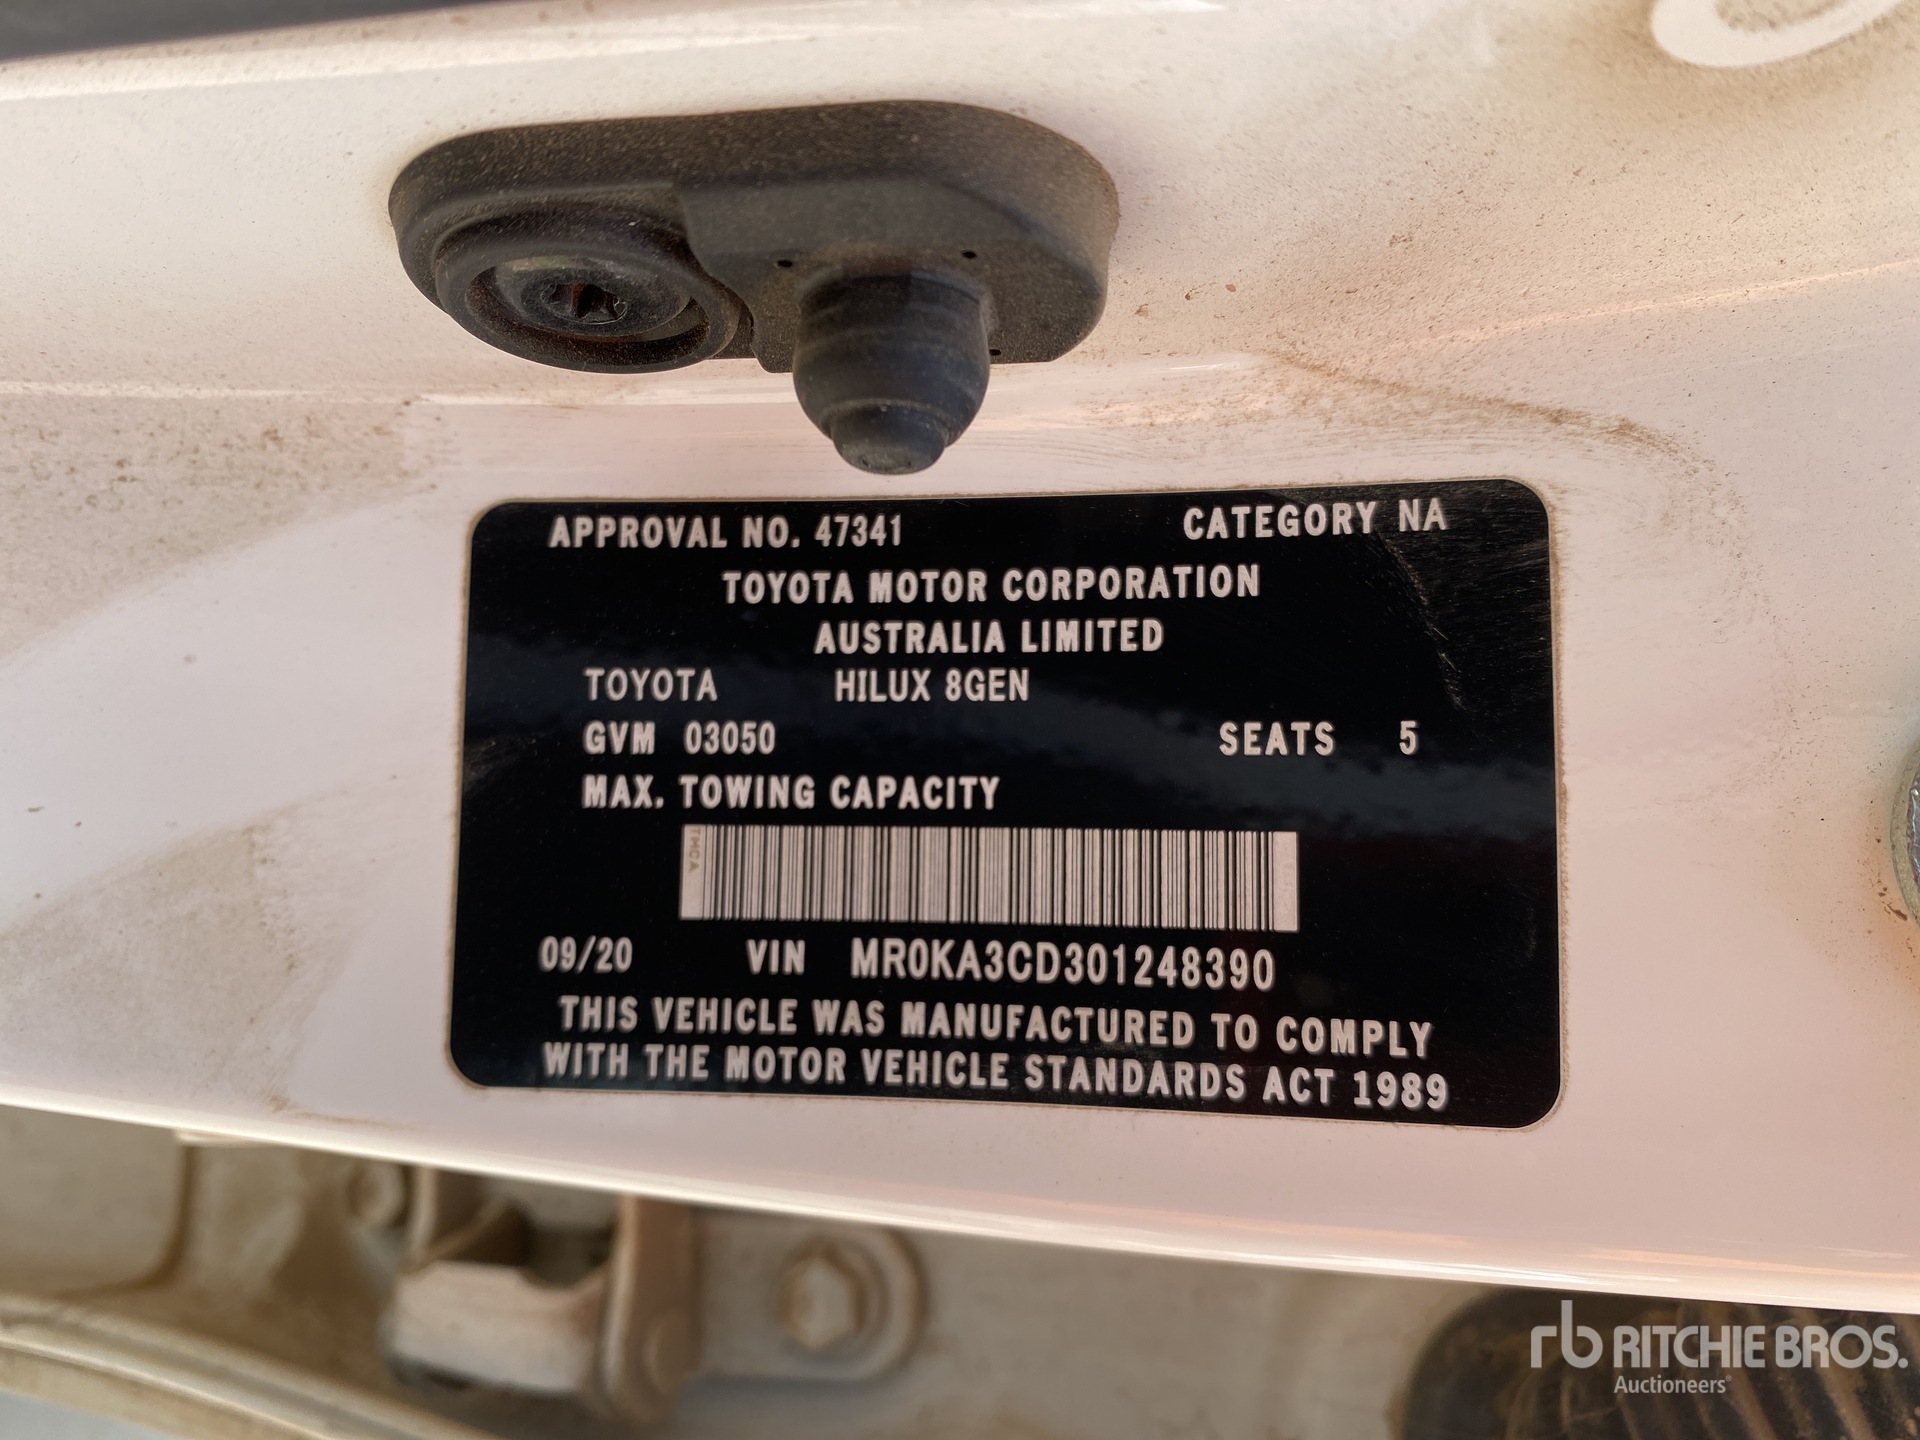 APPROVAL NO. 47341 CATEGORY NA
TOYOTA MOTOR CORPORATION
AUSTRALIA LIMITED
TOYOTA HILUX 8GEN
GVM 03050 SEATS 5
MAX. TOWING CAPACITY
TMCA
09/20 VIN MR0KA3CD301248390
THIS VEHICLE WAS MANUFACTURED TO COMPLY
WITH THE MOTOR VEHICLE STANDARDS ACT 1989
rb RITCHIE BROS.
Auctioneers